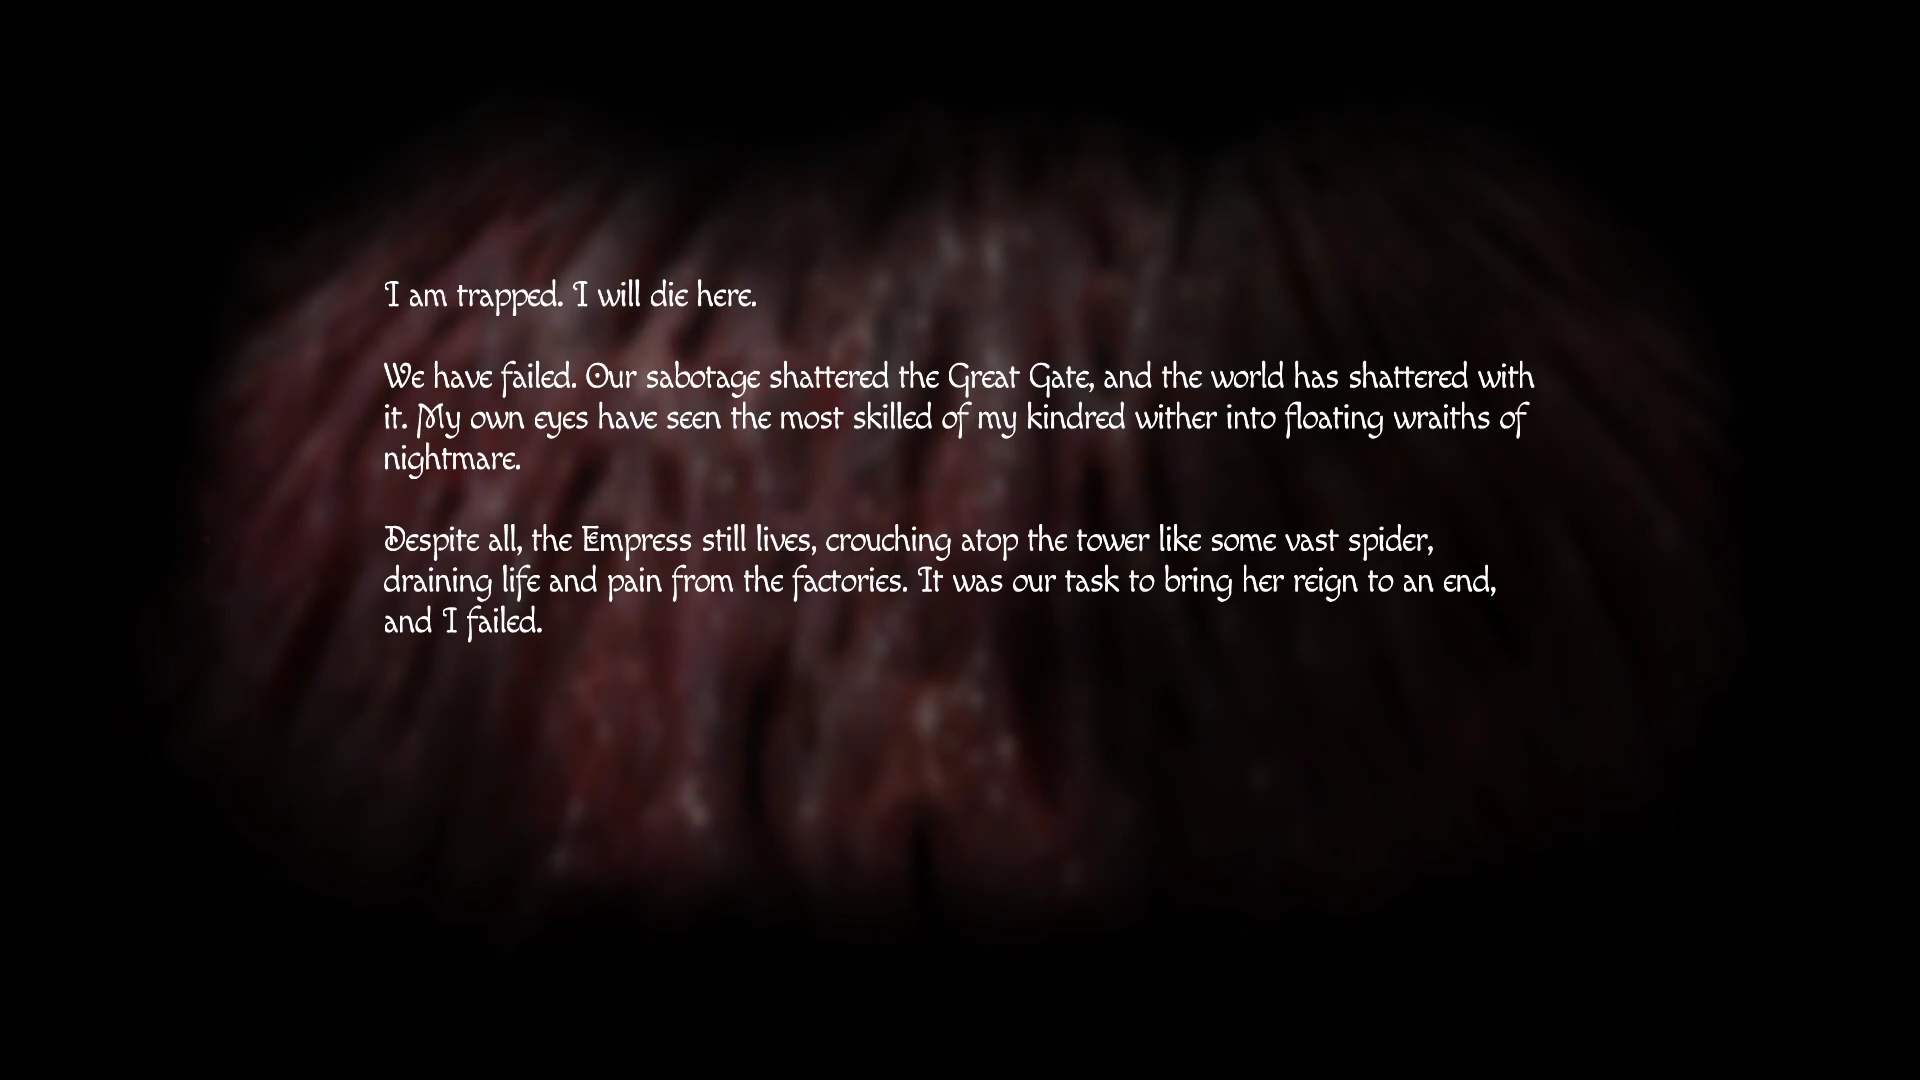 I am trapped. I will die here.
We have failed. Our sabotage shattered the Great Gate, and the world has shattered with
it. My own eyes have seen the most skilled of my kindred wither into floating wraiths of
nightmare.
Despite all, the Empress still lives, crouching atop the tower like some vast spider,
draining life and pain from the factories. It was our task to bring her reign to an end,
and I failed.